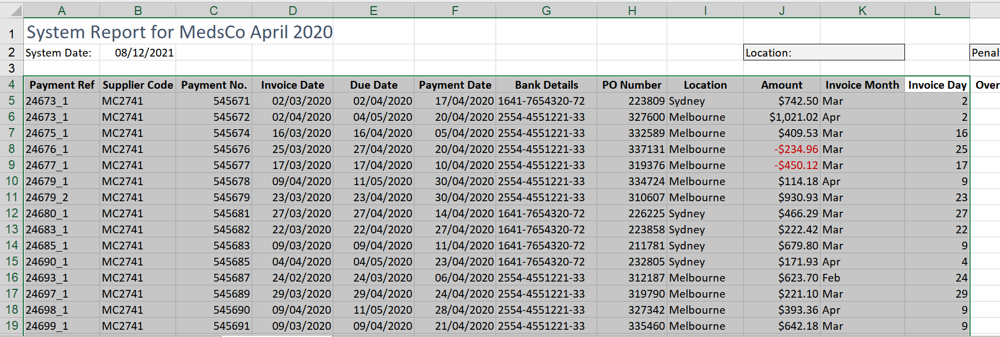 A B C D E F G H I J K L
1 System Report for MedsCo April 2020
2 System Date: 08/12/2021 Location: Penal
3
4 Payment Ref Supplier Code Payment No. Invoice Date Due Date Payment Date Bank Details PO Number Location Amount Invoice Month Invoice Day Over
5 24673_1 MC2741 545671 02/03/2020 02/04/2020 17/04/2020 1641-7654320-72 223809 Sydney $742.50 Mar 2
6 24673_1 MC2741 545672 02/04/2020 04/05/2020 20/04/2020 2554-4551221-33 327600 Melbourne $1,021.02 Apr 2
7 24675_1 MC2741 545674 16/03/2020 16/04/2020 05/04/2020 2554-4551221-33 332589 Melbourne $409.53 Mar 16
8 24676_1 MC2741 545676 25/03/2020 27/04/2020 20/04/2020 2554-4551221-33 337131 Melbourne -$234.96 Mar 25
9 24677_1 MC2741 545677 17/03/2020 17/04/2020 10/04/2020 2554-4551221-33 319376 Melbourne -$450.12 Mar 17
10 24679_1 MC2741 545678 09/04/2020 11/05/2020 30/04/2020 2554-4551221-33 334724 Melbourne $114.18 Apr 9
11 24679_2 MC2741 545679 23/03/2020 23/04/2020 30/04/2020 2554-4551221-33 310607 Melbourne $930.93 Mar 23
12 24680_1 MC2741 545681 27/03/2020 27/04/2020 14/04/2020 1641-7654320-72 226225 Sydney $466.29 Mar 27
13 24683_1 MC2741 545682 22/03/2020 22/04/2020 27/04/2020 1641-7654320-72 223858 Sydney $222.42 Mar 22
14 24685_1 MC2741 545683 09/03/2020 09/04/2020 11/04/2020 1641-7654320-72 211781 Sydney $679.80 Mar 9
15 24690_1 MC2741 545685 04/04/2020 04/05/2020 23/04/2020 1641-7654320-72 232805 Sydney $171.93 Apr 4
16 24693_1 MC2741 545687 24/02/2020 24/03/2020 06/04/2020 2554-4551221-33 312187 Melbourne $623.70 Feb 24
17 24697_1 MC2741 545689 29/03/2020 29/04/2020 24/04/2020 2554-4551221-33 319790 Melbourne $221.10 Mar 29
18 24698_1 MC2741 545690 09/04/2020 11/05/2020 28/04/2020 2554-4551221-33 327342 Melbourne $393.36 Apr 9
19 24699_1 MC2741 545691 09/03/2020 09/04/2020 21/04/2020 2554-4551221-33 335460 Melbourne $642.18 Mar 9